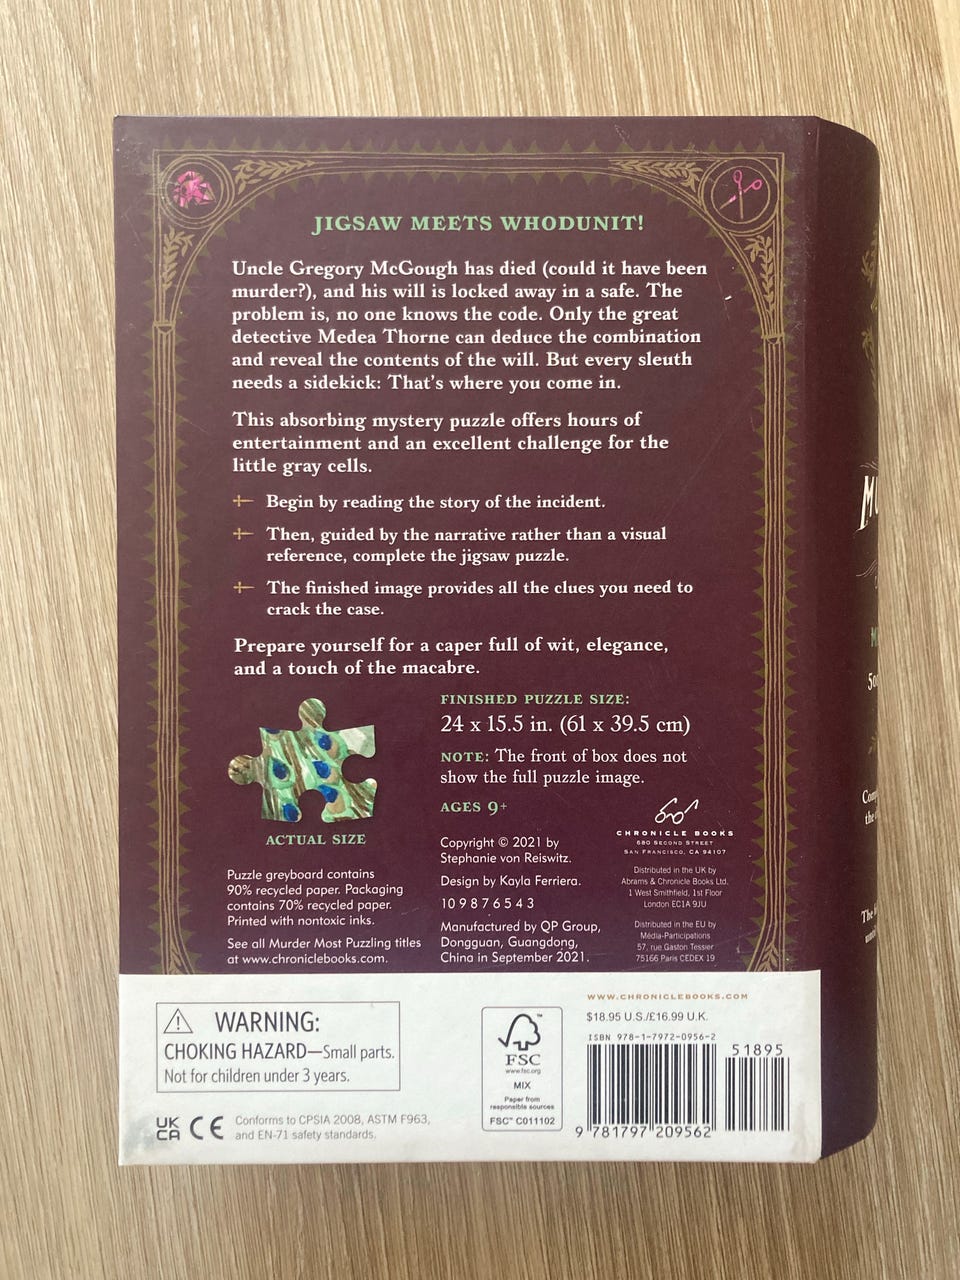 JIGSAW MEETS WHODUNIT!
Uncle Gregory McGough has died (could it have been
murder?), and his will is locked away in a safe. The
problem is, no one knows the code. Only the great
detective Medea Thorne can deduce the combination
and reveal the contents of the will. But every sleuth
needs a sidekick: That's where you come in.
This absorbing mystery puzzle offers hours of
entertainment and an excellent challenge for the
little gray cells.
Begin by reading the story of the incident.
Then, guided by the narrative rather than a visual
reference, complete the jigsaw puzzle.
The finished image provides all the clues you need to
crack the case.
Prepare yourself for a caper full of wit, elegance,
and a touch of the macabre.
ACTUAL SIZE
Puzzle greyboard contains
90% recycled paper. Packaging
contains 70% recycled paper.
Printed with nontoxic inks.
See all Murder Most Puzzling titles
at www.chroniclebooks.com.
FINISHED PUZZLE SIZE:
24 x 15.5 in. (61 x 39.5 cm)
NOTE: The front of box does not
show the full puzzle image.
AGES 9+
Copyright © 2021 by
Stephanie von Reiswitz.
Design by Kayla Ferriera.
10 9 8 7 6 5 4 3
Manufactured by QP Group,
Dongguan, Guangdong,
China in September 2021.
CHRONICLE BOOKS
680 SECOND STREET
SAN FRANCISCO, CA 94107
Distributed in the UK by
Abrams & Chronicle Books Ltd.
1 West Smithfield, 1st Floor
London EC1A 9JU
Distributed in the EU by
Média-Participations
57, rue Gaston Tessier
75166 Paris CEDEX 19
WARNING:
CHOKING HAZARD—Small parts.
Not for children under 3 years.
UK
CA CE
Conforms to CPSIA 2008, ASTM F963,
and EN-71 safety standards.
FSC
www.fsc.org
MIX
Paper from
responsible sources
FSC™ C011102
WWW.CHRONICLEBOOKS.COM
$18.95 U.S./£16.99 U.K.
ISBN 978-1-7972-0956-2
51895
9 781797 209562